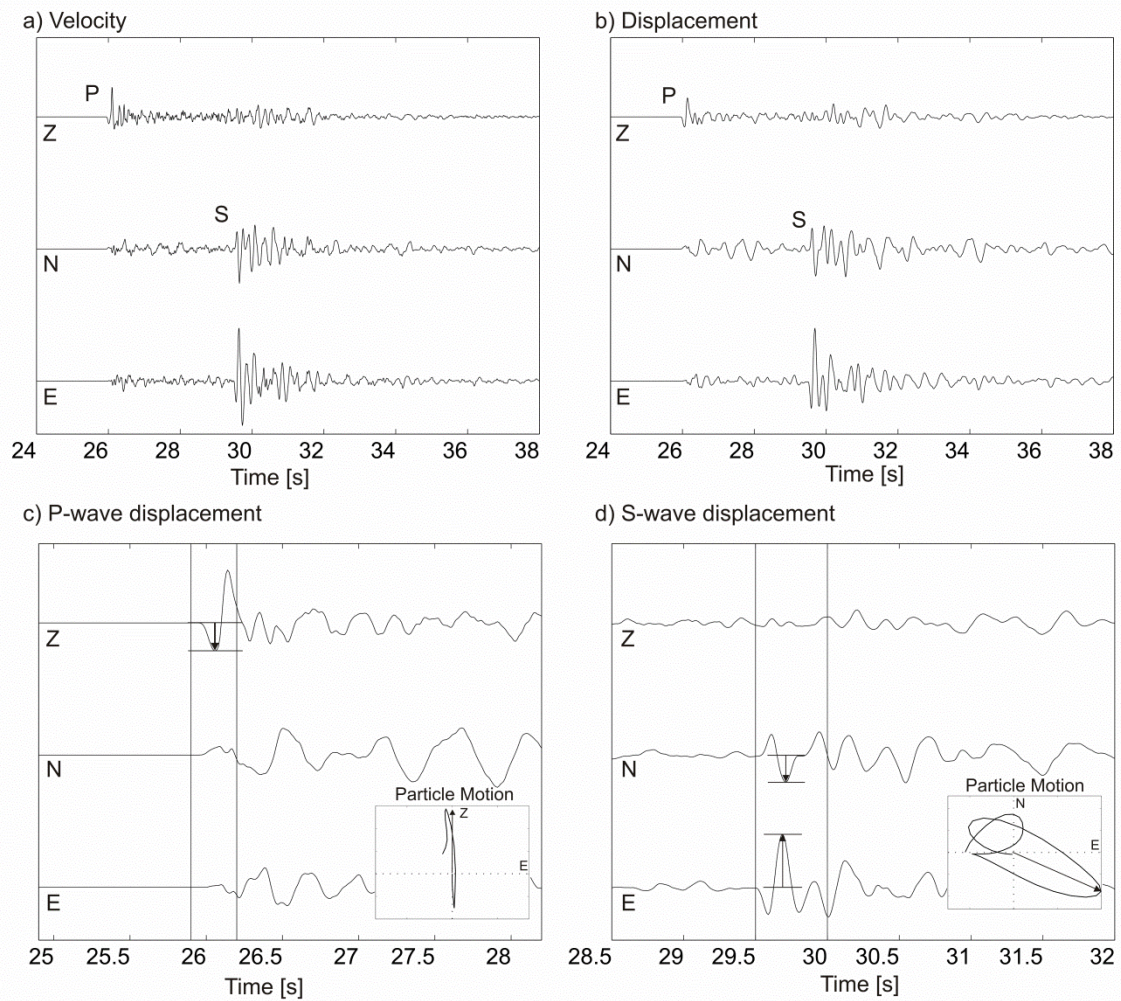 a) Velocity
P
Z
S
N
E
24 26 28 30 32 34 36 38
Time [s]
b) Displacement
P
Z
S
N
E
24 26 28 30 32 34 36 38
Time [s]
c) P-wave displacement
Z
N
Particle Motion
Z
E
E
25 25.5 26 26.5 27 27.5 28
Time [s]
d) S-wave displacement
Z
N
Particle Motion
N
E
E
28.5 29 29.5 30 30.5 31 31.5 32
Time [s]